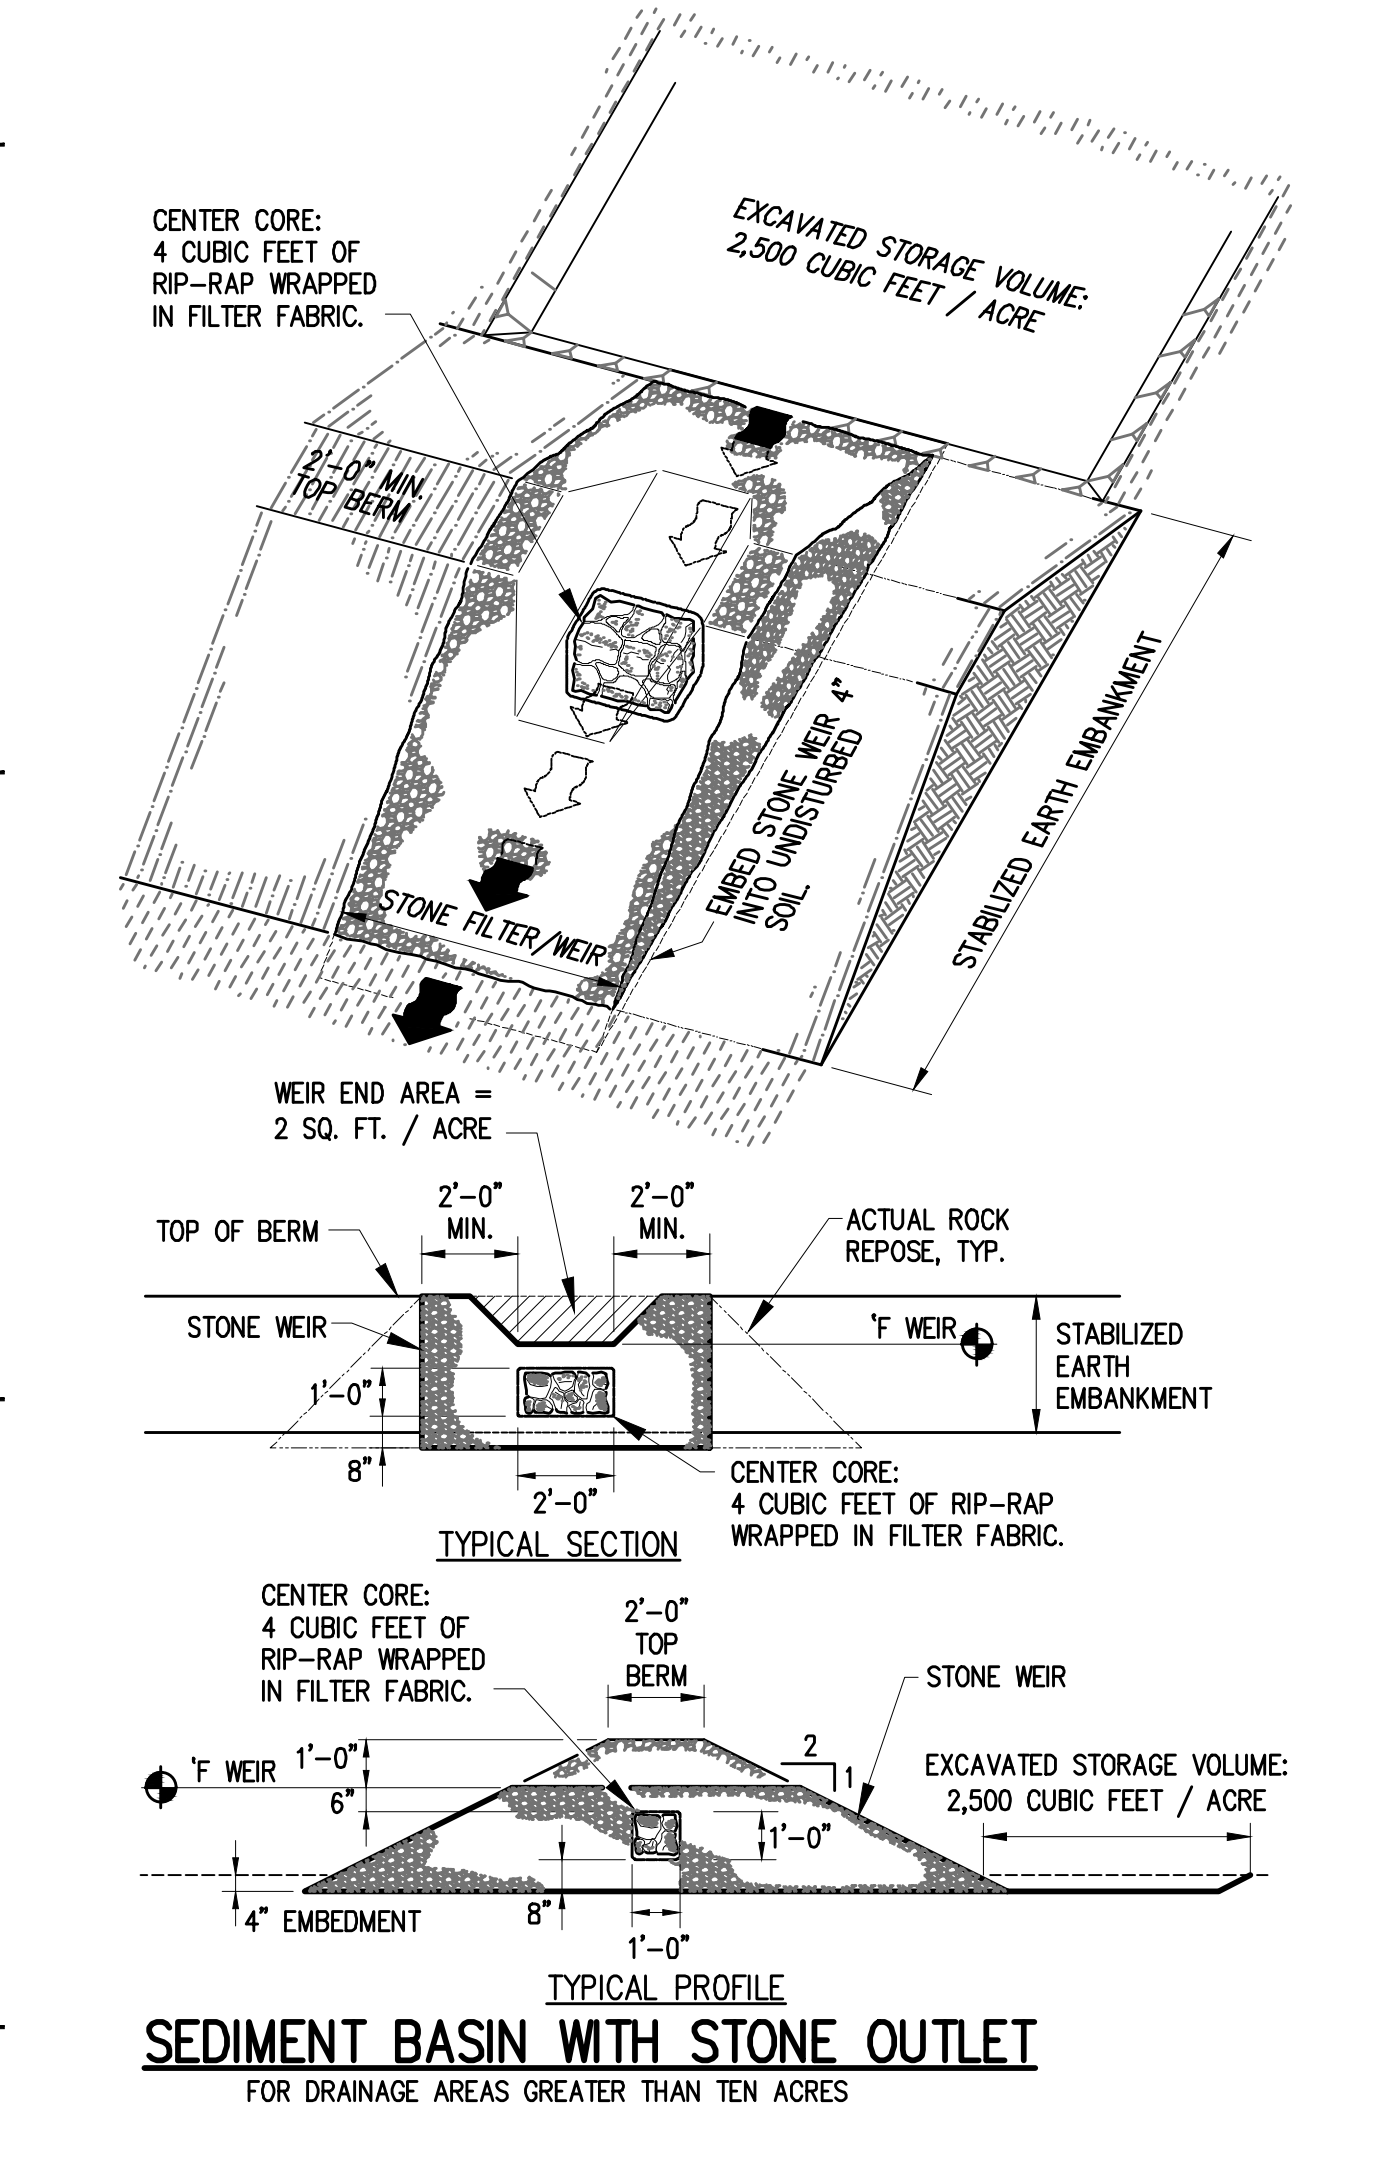 EXCAVATED STORAGE VOLUME:
2,500 CUBIC FEET / ACRE
CENTER CORE:
4 CUBIC FEET OF
RIP-RAP WRAPPED
IN FILTER FABRIC.
2'-0" MIN.
TOP BERM
EMBED STONE WEIR 4"
INTO UNDISTURBED
SOIL.
STABILIZED EARTH EMBANKMENT
STONE FILTER/WEIR
WEIR END AREA =
2 SQ. FT. / ACRE
2'-0"
MIN.
2'-0"
MIN.
TOP OF BERM
ACTUAL ROCK
REPOSE, TYP.
STONE WEIR
'F WEIR
STABILIZED
EARTH
EMBANKMENT
1'-0"
8"
2'-0"
CENTER CORE:
4 CUBIC FEET OF RIP-RAP
WRAPPED IN FILTER FABRIC.
TYPICAL SECTION
CENTER CORE:
4 CUBIC FEET OF
RIP-RAP WRAPPED
IN FILTER FABRIC.
2'-0"
TOP
BERM
STONE WEIR
'F WEIR
1'-0"
6"
2
1
EXCAVATED STORAGE VOLUME:
2,500 CUBIC FEET / ACRE
1'-0"
4" EMBEDMENT
8"
1'-0"
TYPICAL PROFILE
SEDIMENT BASIN WITH STONE OUTLET
FOR DRAINAGE AREAS GREATER THAN TEN ACRES